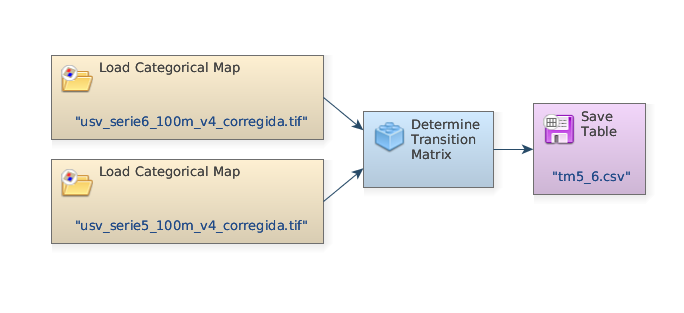 Load Categorical Map
"usv_serie6_100m_v4_corregida.tif"
Load Categorical Map
"usv_serie5_100m_v4_corregida.tif"
Determine
Transition
Matrix
Save
Table
"tm5_6.csv"